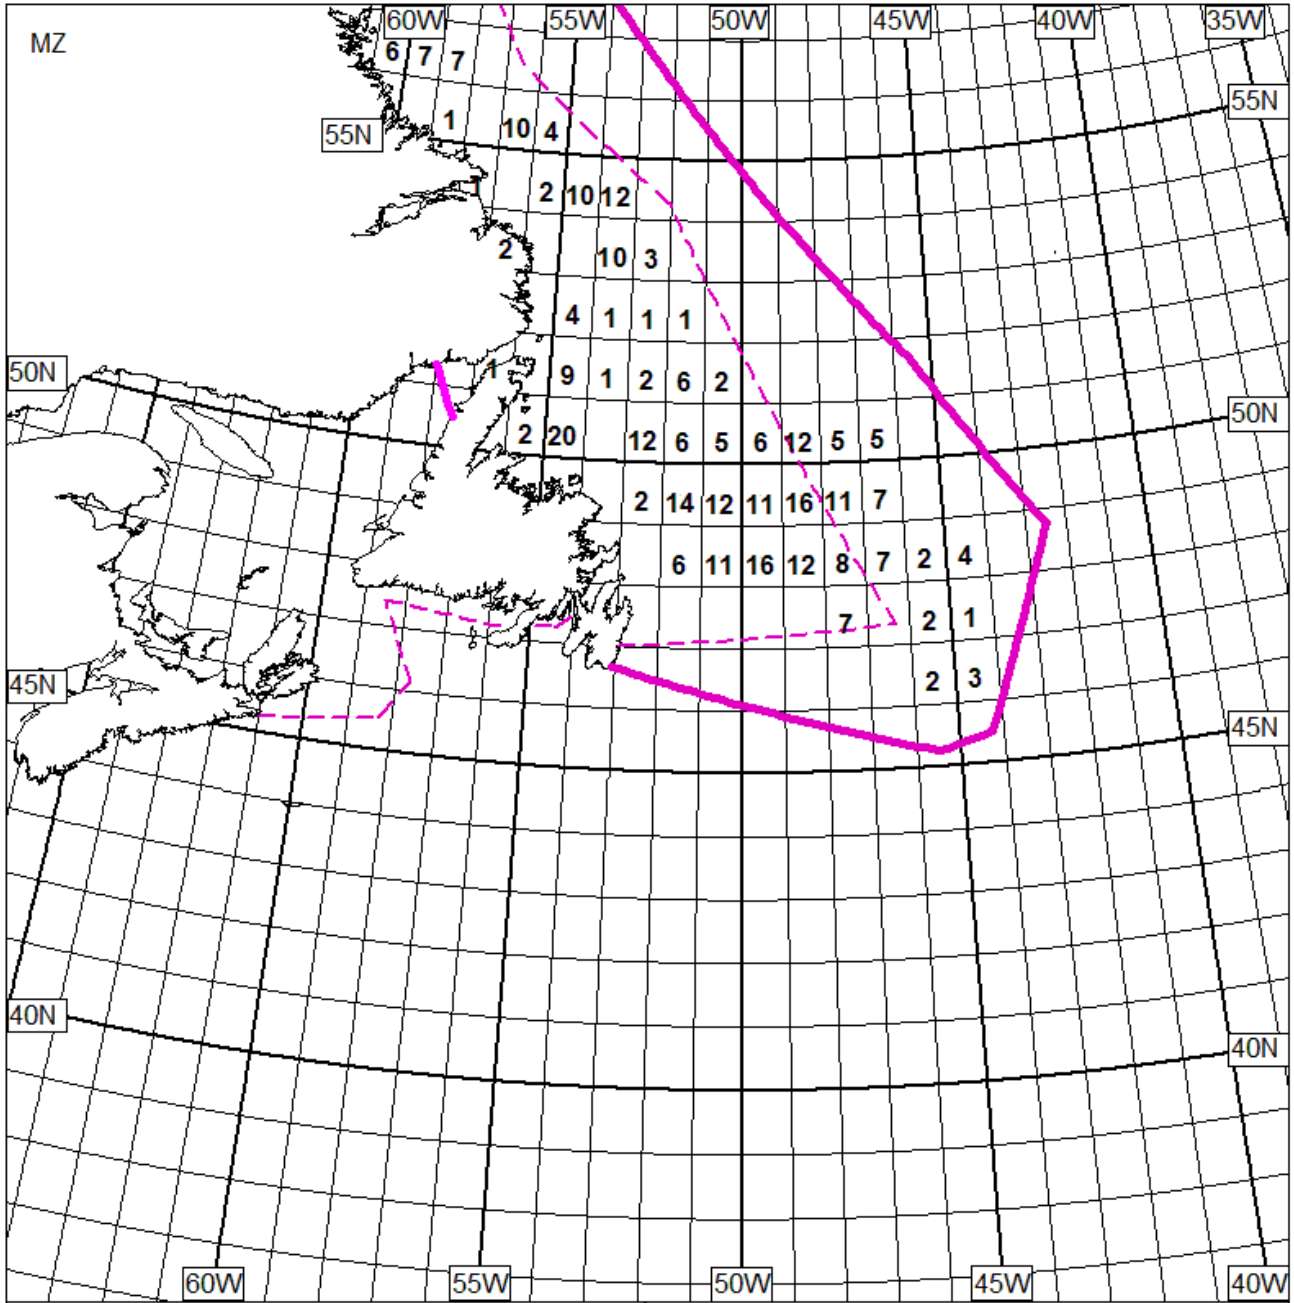 60W 55W 50W 45W 40W 35W
MZ
6 7 7
55N
1 10 4
55N
1 2 10 12
2 10 3
4 1 1 1
50N 1 9 1 2 6 2
50N
2 20 12 6 5 6 12 5 5
2 14 12 11 16 11 7
6 11 16 12 8 7 2 4
7 2 1
45N 2 3
45N
40N
40N
60W 55W 50W 45W 40W